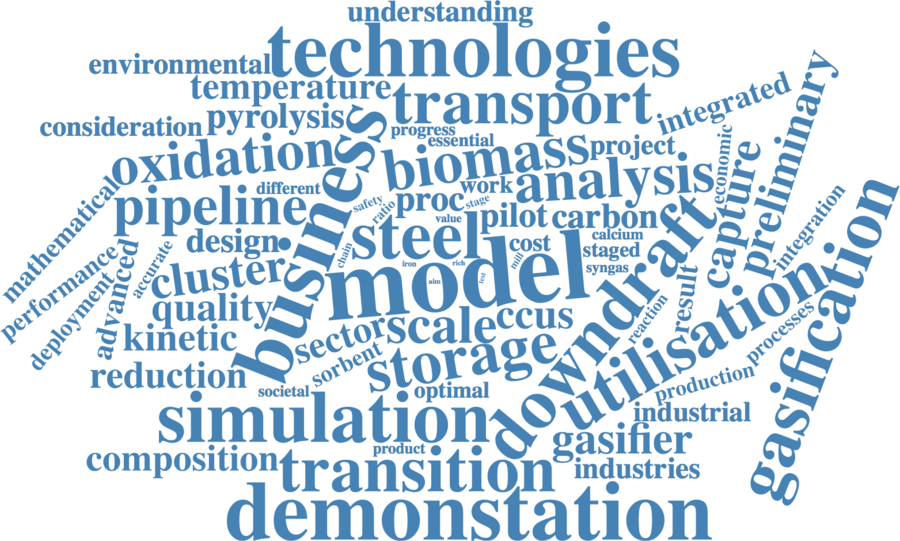 understanding
technologies
environmental
temperature
transport
integrated
preliminary
consideration
pyrolysis
progress
essential
project
oxidation
business
biomass
analysis
economic
capture
mathematical
pipeline
different
safety
ratio
proc
work
stage
value
pilot
carbon
calcium
integration
performance
deployment
advanced
accurate
design
cluster
chain
steel
model
iron
rich
aim
test
mill
cost
staged
syngas
downdraft
result
reaction
utilisation
gasification
quality
kinetic
sectors
scale
ccus
storage
sorbent
reduction
societal
optimal
processes
production
industrial
simulation
gasifier
product
composition
transition
industries
demonstation